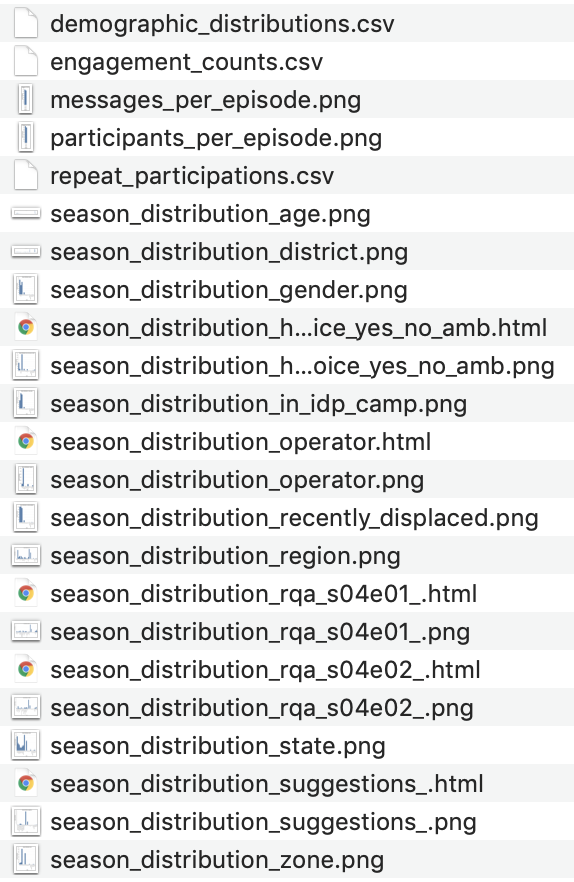 demographic_distributions.csv
engagement_counts.csv
messages_per_episode.png
participants_per_episode.png
repeat_participations.csv
season_distribution_age.png
season_distribution_district.png
season_distribution_gender.png
season_distribution_h...ice_yes_no_amb.html
season_distribution_h...oice_yes_no_amb.png
season_distribution_in_idp_camp.png
season_distribution_operator.html
season_distribution_operator.png
season_distribution_recently_displaced.png
season_distribution_region.png
season_distribution_rqa_s04e01_.html
season_distribution_rqa_s04e01_.png
season_distribution_rqa_s04e02_.html
season_distribution_rqa_s04e02_.png
season_distribution_state.png
season_distribution_suggestions_.html
season_distribution_suggestions_.png
season_distribution_zone.png